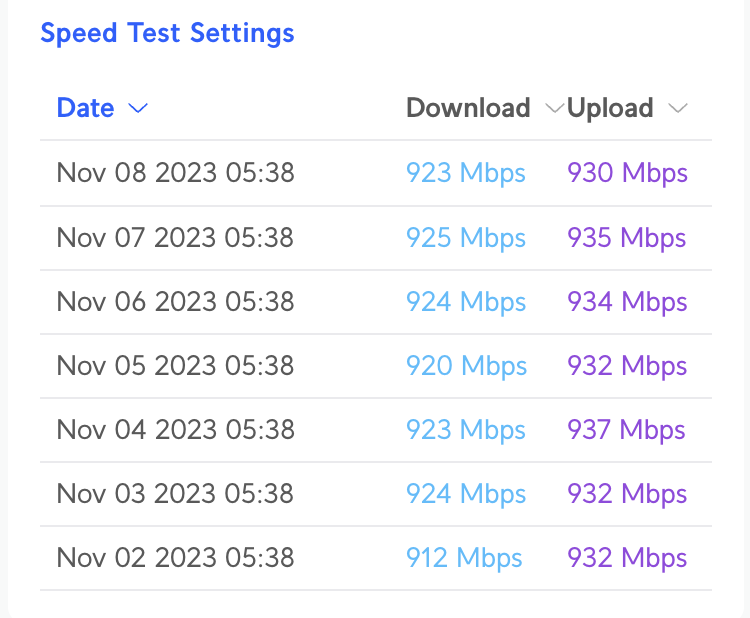 Speed Test Settings
Date Download Upload
Nov 08 2023 05:38 923 Mbps 930 Mbps
Nov 07 2023 05:38 925 Mbps 935 Mbps
Nov 06 2023 05:38 924 Mbps 934 Mbps
Nov 05 2023 05:38 920 Mbps 932 Mbps
Nov 04 2023 05:38 923 Mbps 937 Mbps
Nov 03 2023 05:38 924 Mbps 932 Mbps
Nov 02 2023 05:38 912 Mbps 932 Mbps